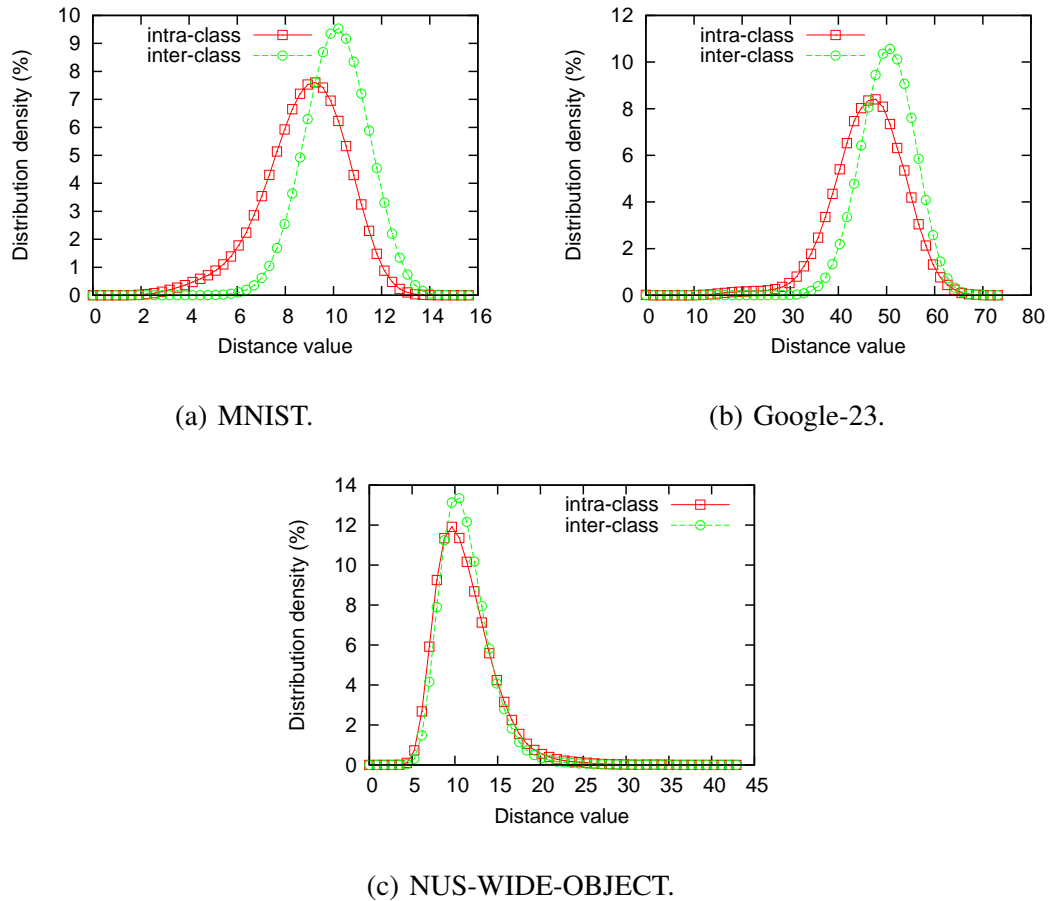 10
9
8
7
6
5
4
3
2
1
0
Distribution density (%)
intra-class
inter-class
0 2 4 6 8 10 12 14 16
Distance value
(a) MNIST.
12
10
8
6
4
2
0
Distribution density (%)
intra-class
inter-class
0 10 20 30 40 50 60 70 80
Distance value
(b) Google-23.
14
12
10
8
6
4
2
0
Distribution density (%)
intra-class
inter-class
0 5 10 15 20 25 30 35 40 45
Distance value
(c) NUS-WIDE-OBJECT.